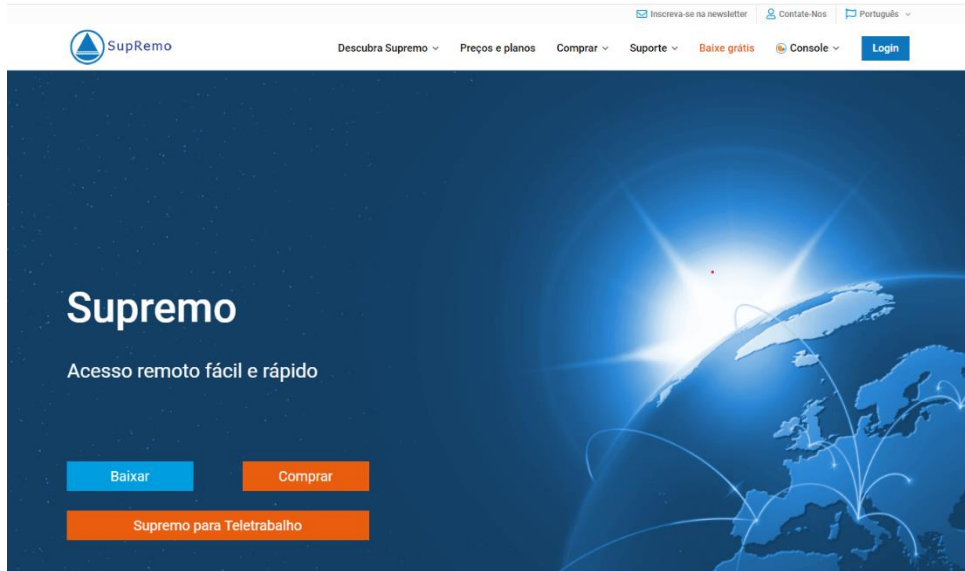 Inscreva-se na newsletter Contate-Nos Português
SupRemo Descubra Supremo Preços e planos Comprar Suporte Baixe grátis Console Login
Supremo
Acesso remoto fácil e rápido
Baixar Comprar
Supremo para Teletrabalho